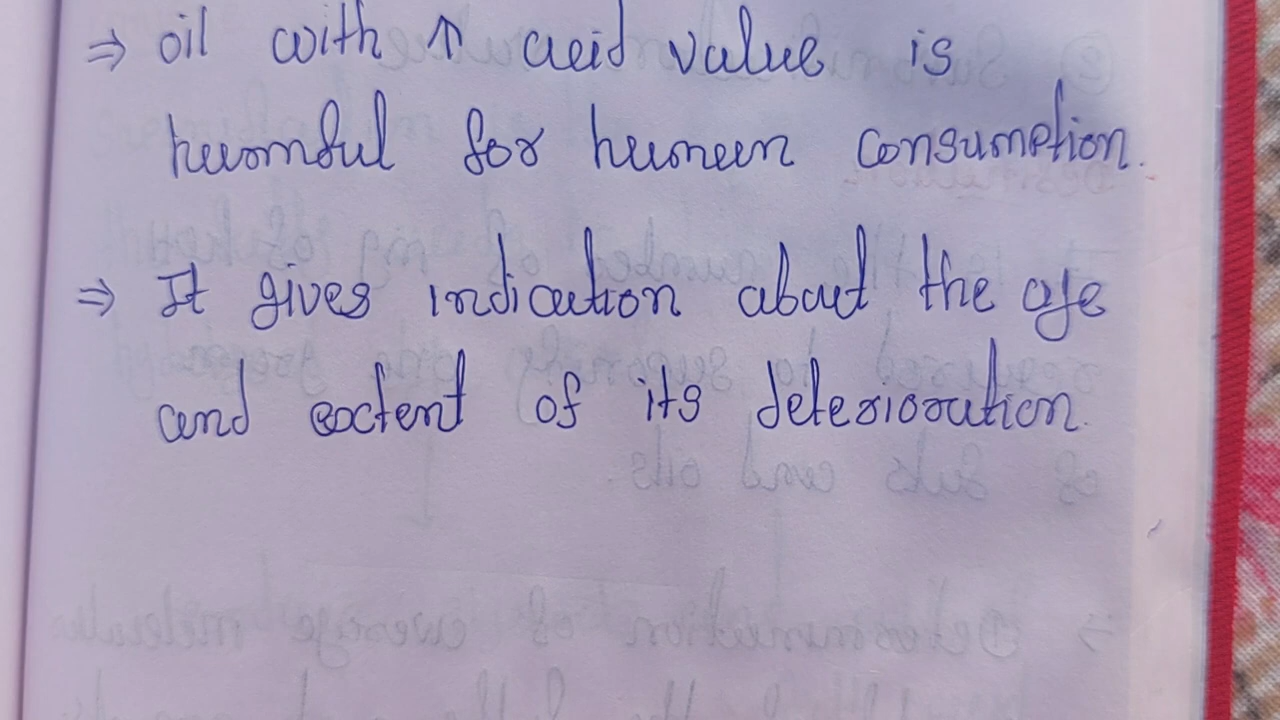 ⇒ oil with ↑ acid value is
harmful for human consumption.
⇒ It gives indication about the age
and extent of its deterioration.